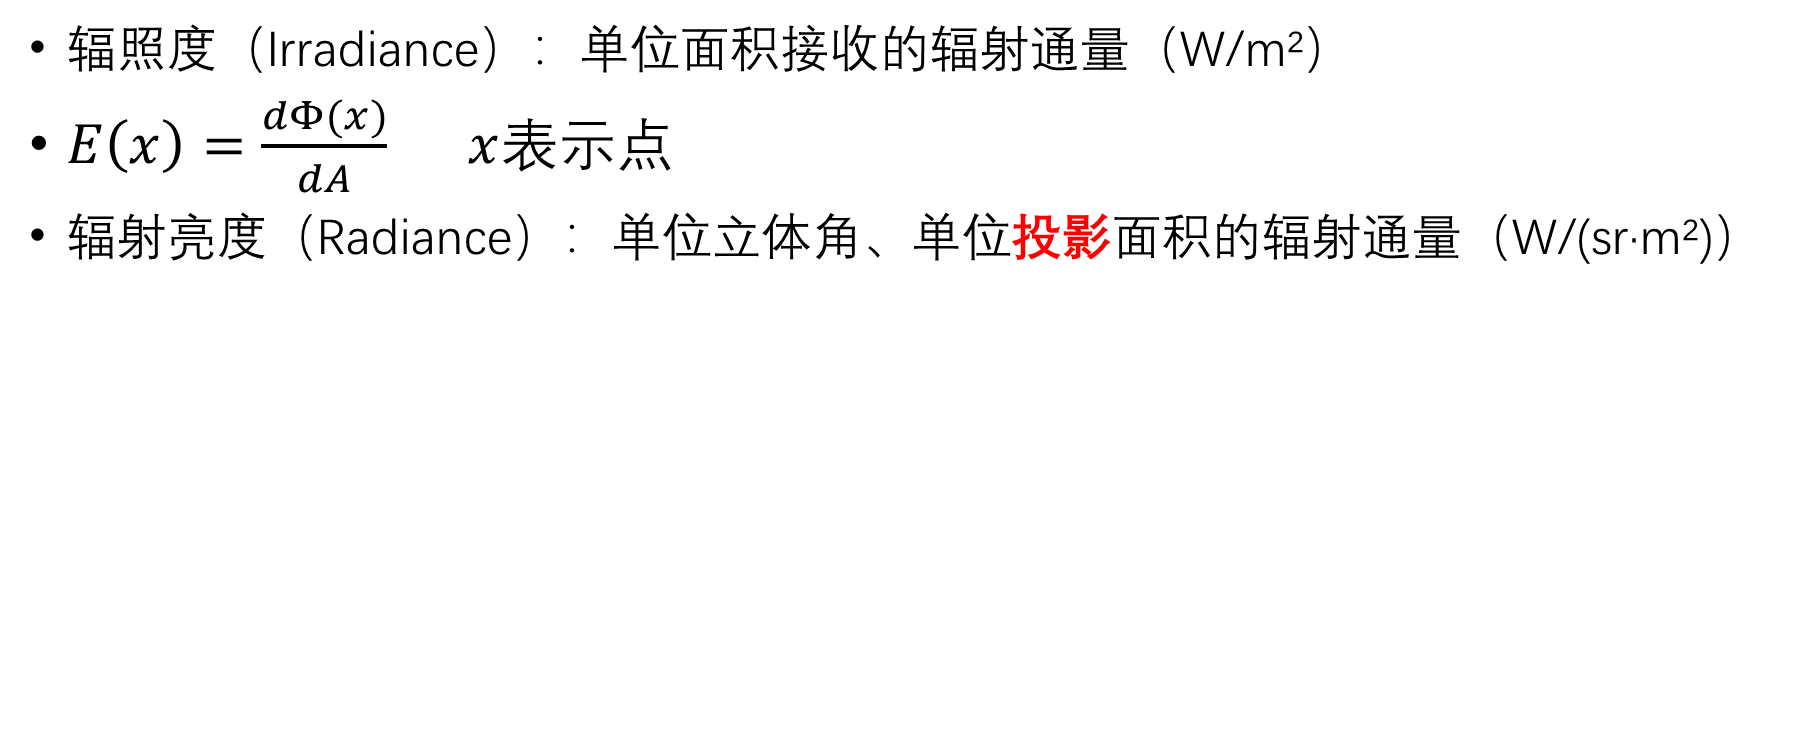 • 辐照度（Irradiance）：单位面积接收的辐射通量（W/m²）
• E(x) = dΦ(x)/dA x表示点
• 辐射亮度（Radiance）：单位立体角、单位投影面积的辐射通量（W/(sr·m²)）